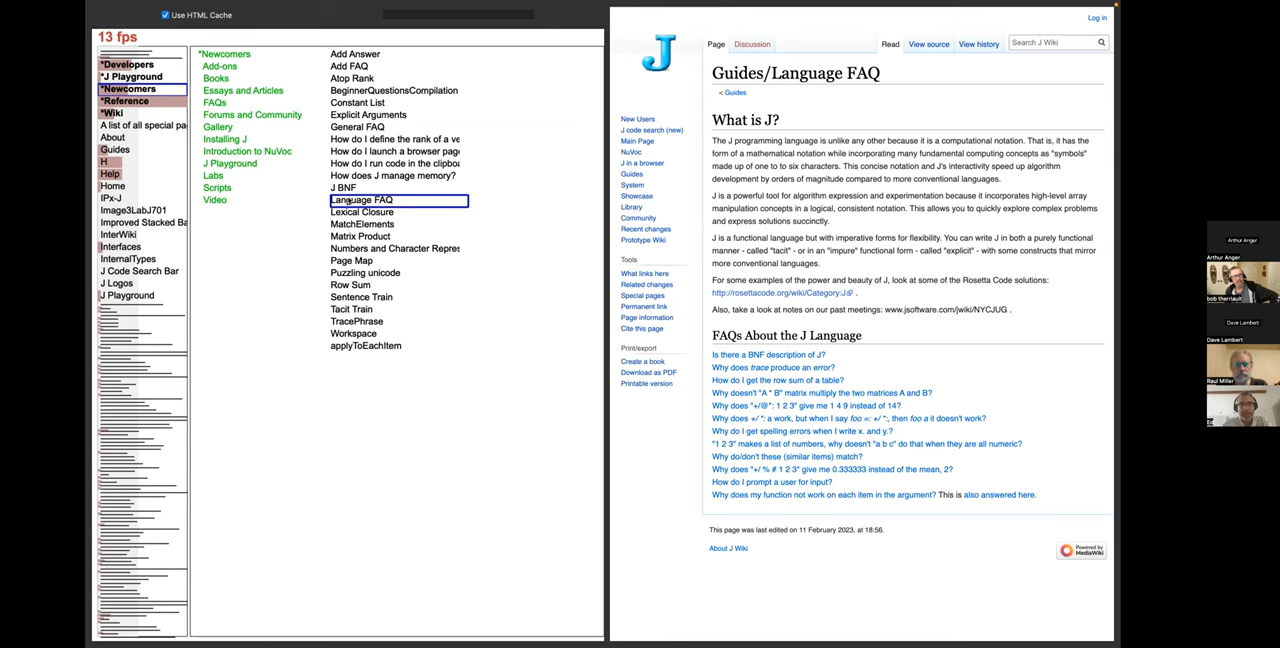 Use HTML Cache
13 fps
*Developers
*J Playground
*Newcomers
*Reference
*Wiki
A list of all special pa
About
Guides
H
Help
Home
IPx-J
Image3LabJ701
Improved Stacked Ba
InterWiki
Interfaces
InternalTypes
J Code Search Bar
J Logos
J Playground
*Newcomers
Add-ons
Books
Essays and Articles
FAQs
Forums and Community
Gallery
Installing J
Introduction to NuVoc
J Playground
Labs
Scripts
Video
Add Answer
Add FAQ
Atop Rank
BeginnerQuestionsCompilation
Constant List
Explicit Arguments
General FAQ
How do I define the rank of a ve
How do I launch a browser page
How do I run code in the clipboa
How does J manage memory?
J BNF
Language FAQ
Lexical Closure
MatchElements
Matrix Product
Numbers and Character Repres
Page Map
Puzzling unicode
Row Sum
Sentence Train
Tacit Train
TracePhrase
Workspace
applyToEachItem
Log in
J
Page
Discussion
Read
View source
View history
Search J Wiki
New Users
J code search (new)
Main Page
NuVoc
J in a browser
Guides
System
Showcase
Library
Community
Recent changes
Prototype Wiki
Tools
What links here
Related changes
Special pages
Permanent link
Page information
Cite this page
Print/export
Create a book
Download as PDF
Printable version
Guides/Language FAQ
< Guides
What is J?
The J programming language is unlike any other because it is a computational notation. That is, it has the
form of a mathematical notation while incorporating many fundamental computing concepts as "symbols"
made up of one to to six characters. This concise notation and J's interactivity speed up algorithm
development by orders of magnitude compared to more conventional languages.
J is a powerful tool for algorithm expression and experimentation because it incorporates high-level array
manipulation concepts in a logical, consistent notation. This allows you to quickly explore complex problems
and express solutions succinctly.
J is a functional language but with imperative forms for flexibility. You can write J in both a purely functional
manner - called "tacit" - or in an "impure" functional form - called "explicit" - with some constructs that mirror
more conventional languages.
For some examples of the power and beauty of J, look at some of the Rosetta Code solutions:
http://rosettacode.org/wiki/Category:J .
Also, take a look at notes on our past meetings: www.jsoftware.com/jwiki/NYCJUG .
FAQs About the J Language
Is there a BNF description of J?
Why does trace produce an error?
How do I get the row sum of a table?
Why doesn't "A * B" matrix multiply the two matrices A and B?
Why does "+/@*: 1 2 3" give me 1 4 9 instead of 14?
Why does +/ *: a work, but when I say foo =: +/ *:, then foo a it doesn't work?
Why do I get spelling errors when I write x. and y.?
"1 2 3" makes a list of numbers, why doesn't "a b c" do that when they are all numeric?
Why do/don't these (similar items) match?
Why does "+/ % # 1 2 3" give me 0.333333 instead of the mean, 2?
How do I prompt a user for input?
Why does my function not work on each item in the argument? This is also answered here.
This page was last edited on 11 February 2023, at 18:56.
About J Wiki
Powered by
MediaWiki
Arthur Anger
Arthur Anger
bob therriault
Dave Lambert
Dave Lambert
Raul Miller